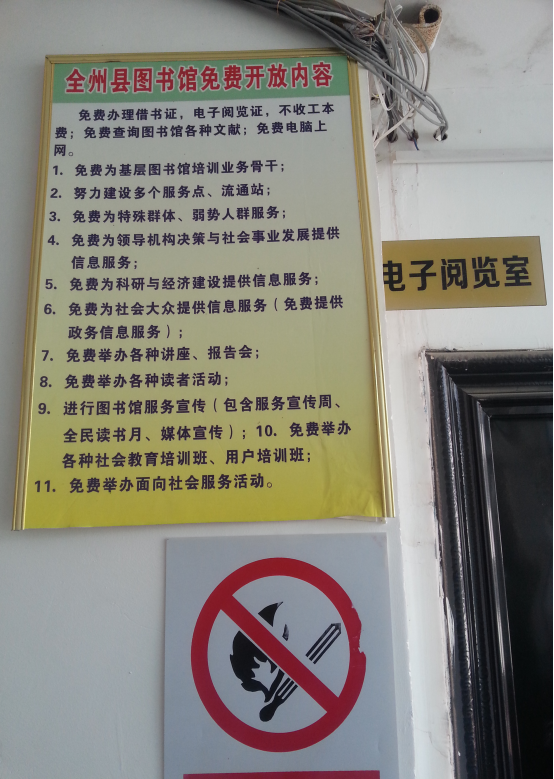 全州县图书馆免费开放内容
免费办理借书证，电子阅览证，不收工本
费；免费查询图书馆各种文献；免费电脑上
网。
1. 免费为基层图书馆培训业务骨干；
2. 努力建设多个服务点、流通站；
3. 免费为特殊群体、弱势人群服务；
4. 免费为领导机构决策与社会事业发展提供
信息服务；
5. 免费为科研与经济建设提供信息服务；
6. 免费为社会大众提供信息服务（免费提供
政务信息服务）；
7. 免费举办各种讲座、报告会；
8. 免费举办各种读者活动；
9. 进行图书馆服务宣传（包含服务宣传周、
全民读书月、媒体宣传）；10. 免费举办
各种社会教育培训班、用户培训班；
11. 免费举办面向社会服务活动。
电子阅览室